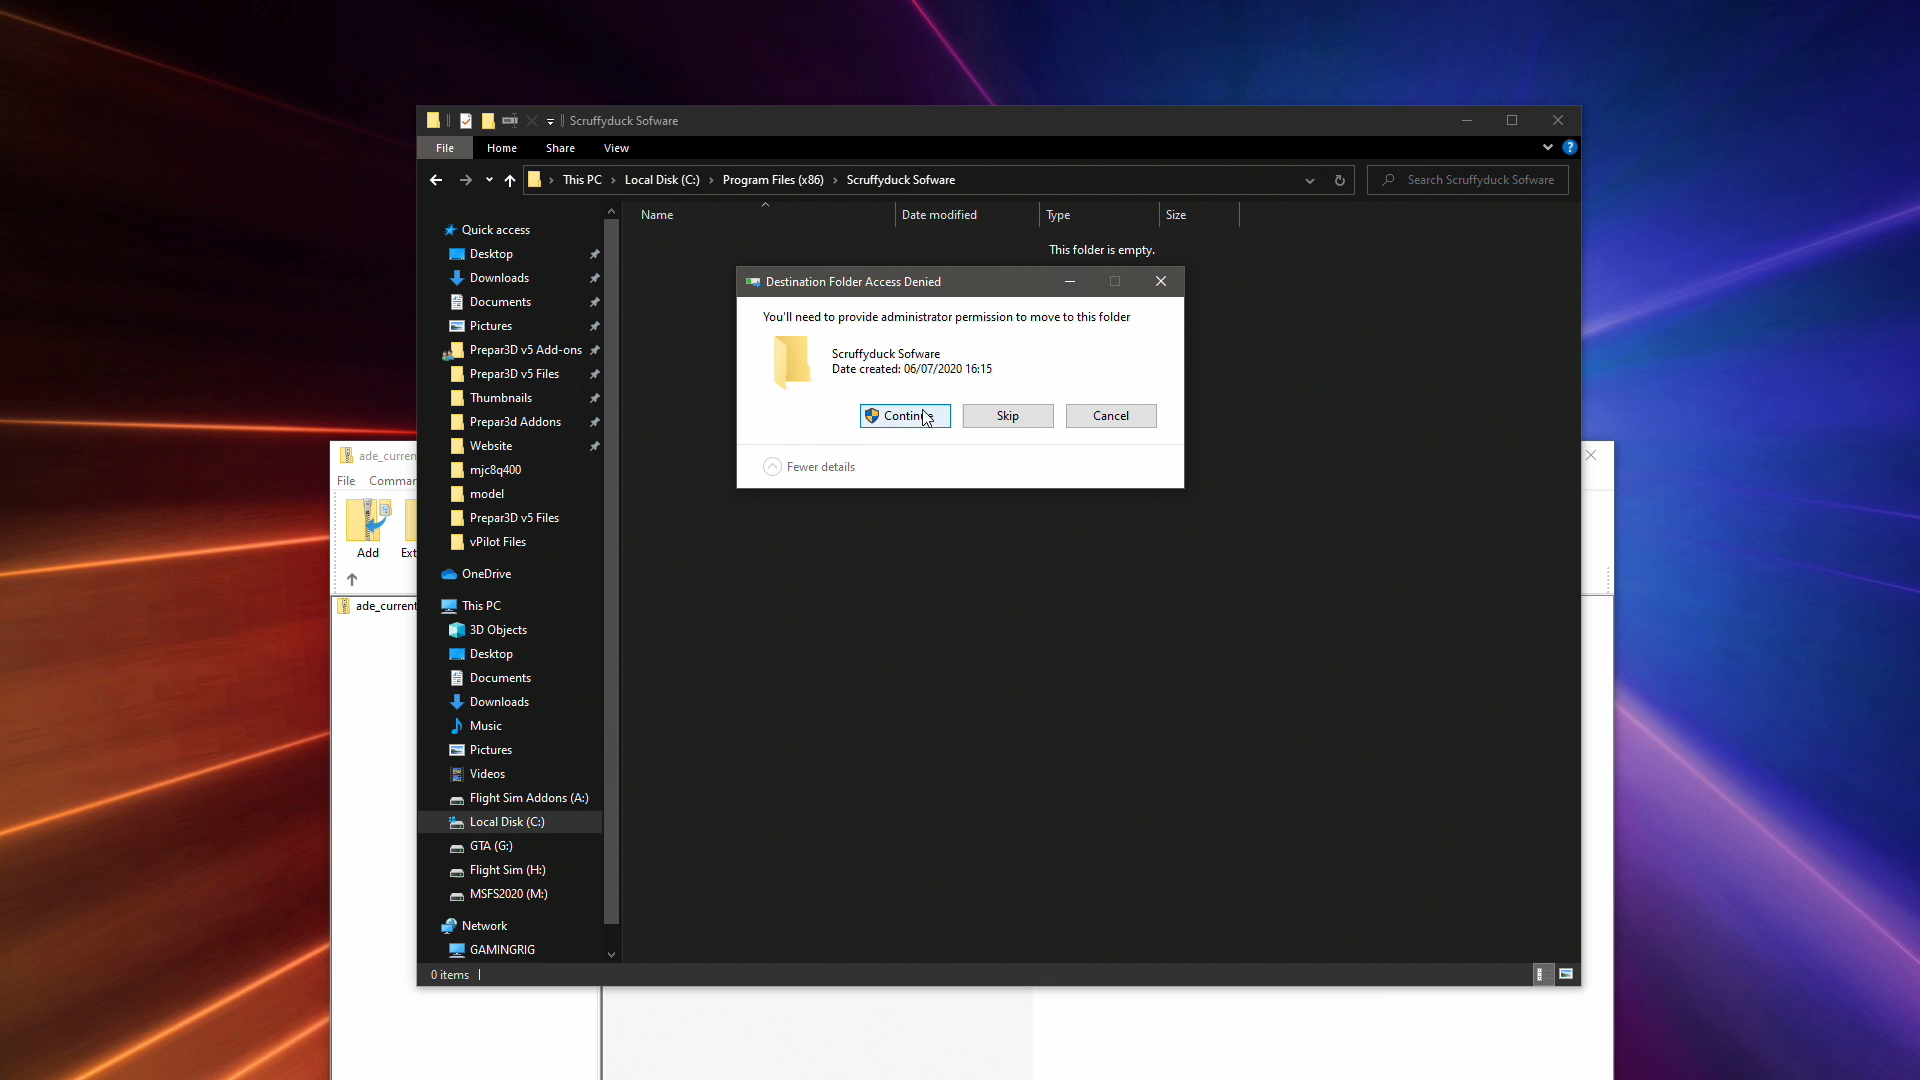 Scruffyduck Sofware
File Home Share View
This PC Local Disk (C:) Program Files (x86) Scruffyduck Sofware
Search Scruffyduck Sofware
Name Date modified Type Size
This folder is empty.
Quick access
Desktop
Downloads
Documents
Pictures
Prepar3D v5 Add-ons
Prepar3D v5 Files
Thumbnails
Prepar3d Addons
Website
mjc8q400
model
Prepar3D v5 Files
vPilot Files
OneDrive
This PC
3D Objects
Desktop
Documents
Downloads
Music
Pictures
Videos
Flight Sim Addons (A:)
Local Disk (C:)
GTA (G:)
Flight Sim (H:)
MSFS2020 (M:)
Network
GAMINGRIG
0 items
Destination Folder Access Denied
You'll need to provide administrator permission to move to this folder
Scruffyduck Sofware
Date created: 06/07/2020 16:15
Continue Skip Cancel
Fewer details
ade_curren
File Comman
Add Ext
ade_current